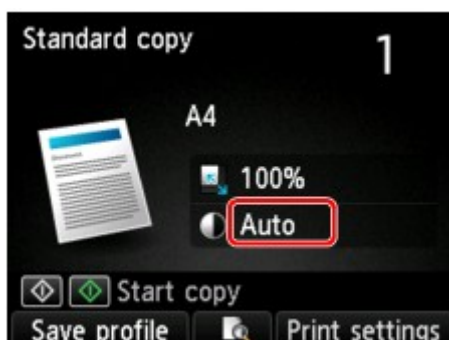 Standard copy
1
A4
100%
Auto
Start copy
Save profile
Print settings